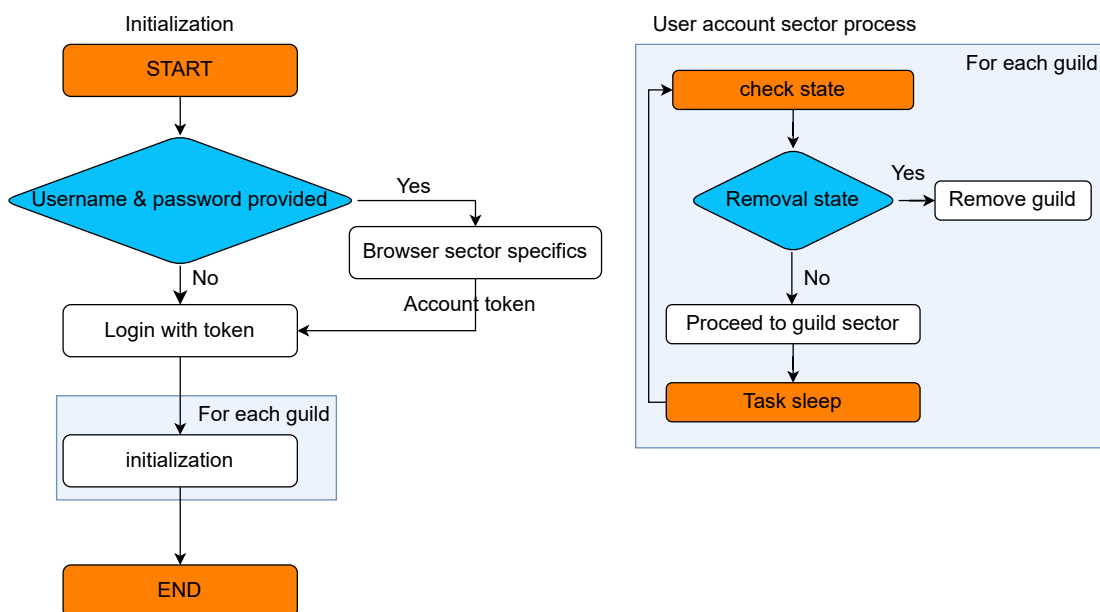 Initialization
START
Username & password provided
Yes
Browser sector specifics
No
Account token
Login with token
For each guild
initialization
END
User account sector process
For each guild
check state
Removal state
Yes
Remove guild
No
Proceed to guild sector
Task sleep